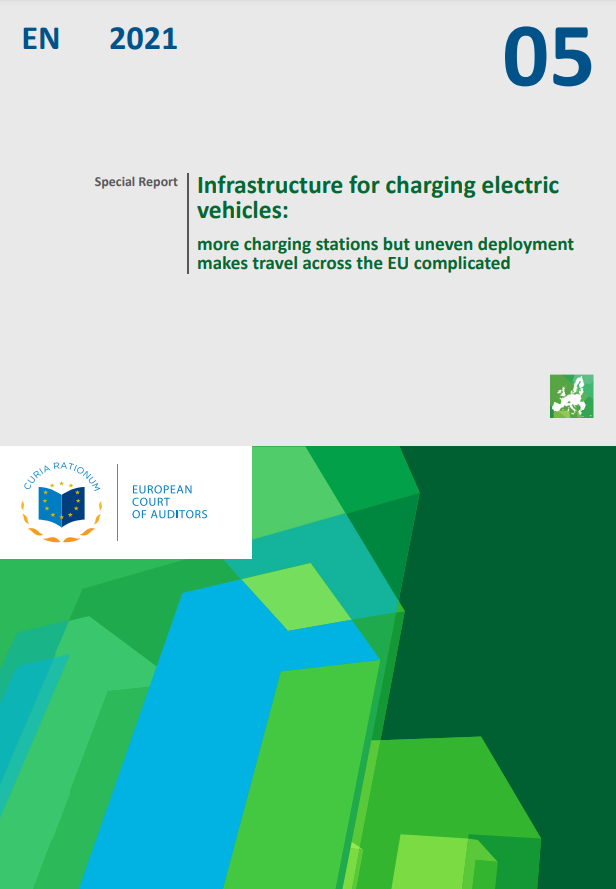 EN 2021 05
Special Report
Infrastructure for charging electric
vehicles:
more charging stations but uneven deployment
makes travel across the EU complicated
CURIA RATIONUM
EUROPEAN
COURT
OF AUDITORS